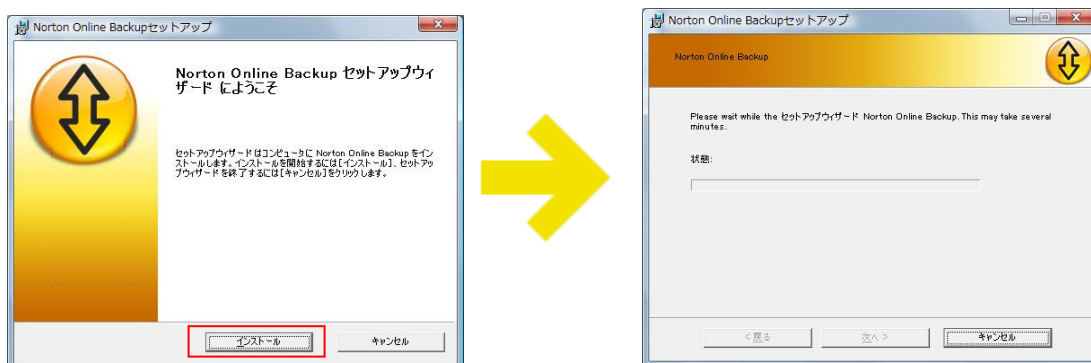 Norton Online Backupセットアップ
Norton Online Backup セットアップウィ
ザード にようこそ
セットアップウィザード はコンピュータに Norton Online Backup をイン
ストールします。インストールを開始するには[インストール]、セットアッ
プウィザードを終了するには[キャンセル]をクリックします。
インストール
キャンセル
Norton Online Backupセットアップ
Norton Online Backup
Please wait while the セットアップウィザード Norton Online Backup. This may take several
minutes.
状態:
< 戻る
次へ >
キャンセル